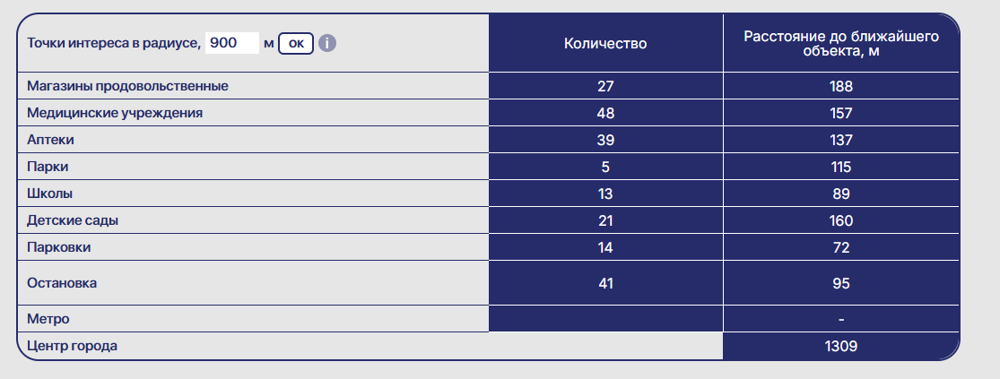 Точки интереса в радиусе, 900 м ок i
Количество
Расстояние до ближайшего
объекта, м
Магазины продовольственные 27 188
Медицинские учреждения 48 157
Аптеки 39 137
Парки 5 115
Школы 13 89
Детские сады 21 160
Парковки 14 72
Остановка 41 95
Метро -
Центр города 1309